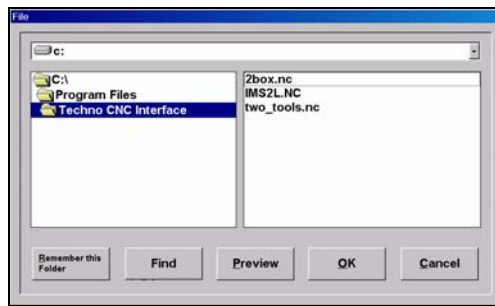 File
c:
C:\
Program Files
Techno CNC Interface
2box.nc
IMS2L.NC
two_tools.nc
Remember this
Folder
Find
Preview
OK
Cancel